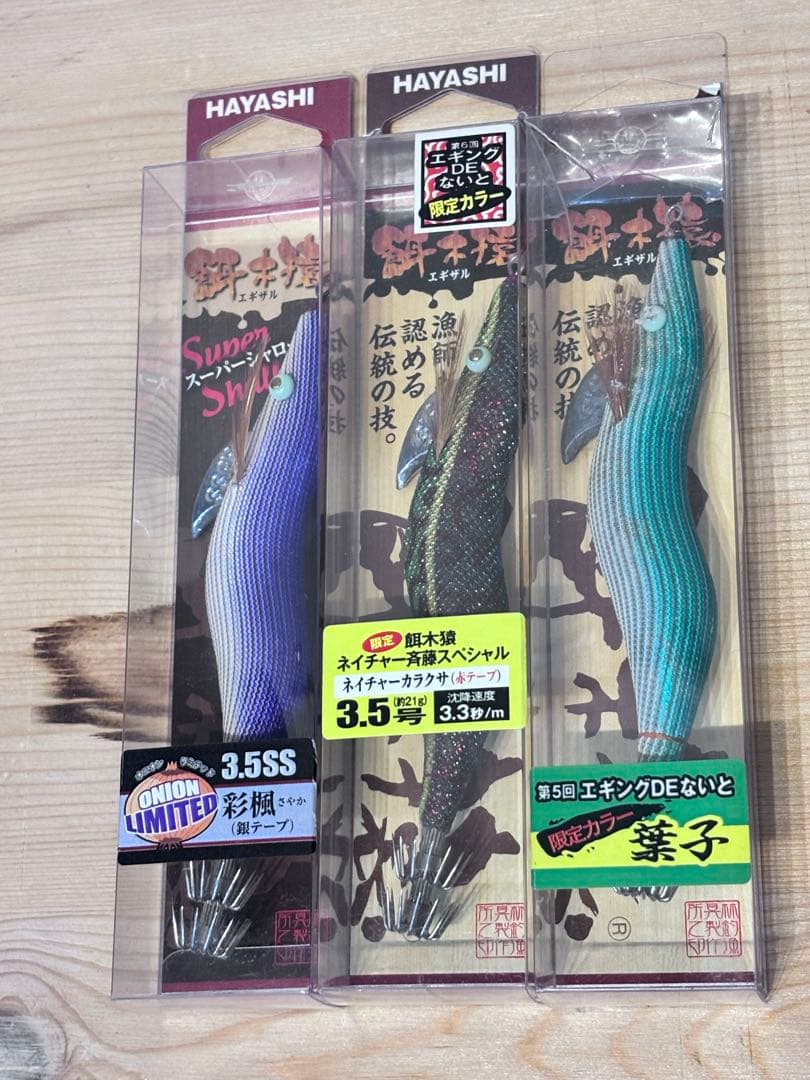 HAYASHI
餌木猿
エギザル
Super
スーパーシャロー
Sh
3.5SS
ONION
LIMITED
彩楓 さやか
(銀テープ)
HAYASHI
第6回
エギング
DE
ないと
限定カラー
餌木猿
エギザル
漁師
認める
伝統の技。
限定 餌木猿
ネイチャー斉藤スペシャル
ネイチャーカラクサ(赤テープ)
3.5号
(約21g)
沈降速度
3.3秒/m
餌木猿
エギザル
漁師
認める
伝統の技
第5回 エギングDEないと
限定カラー
葉子
®